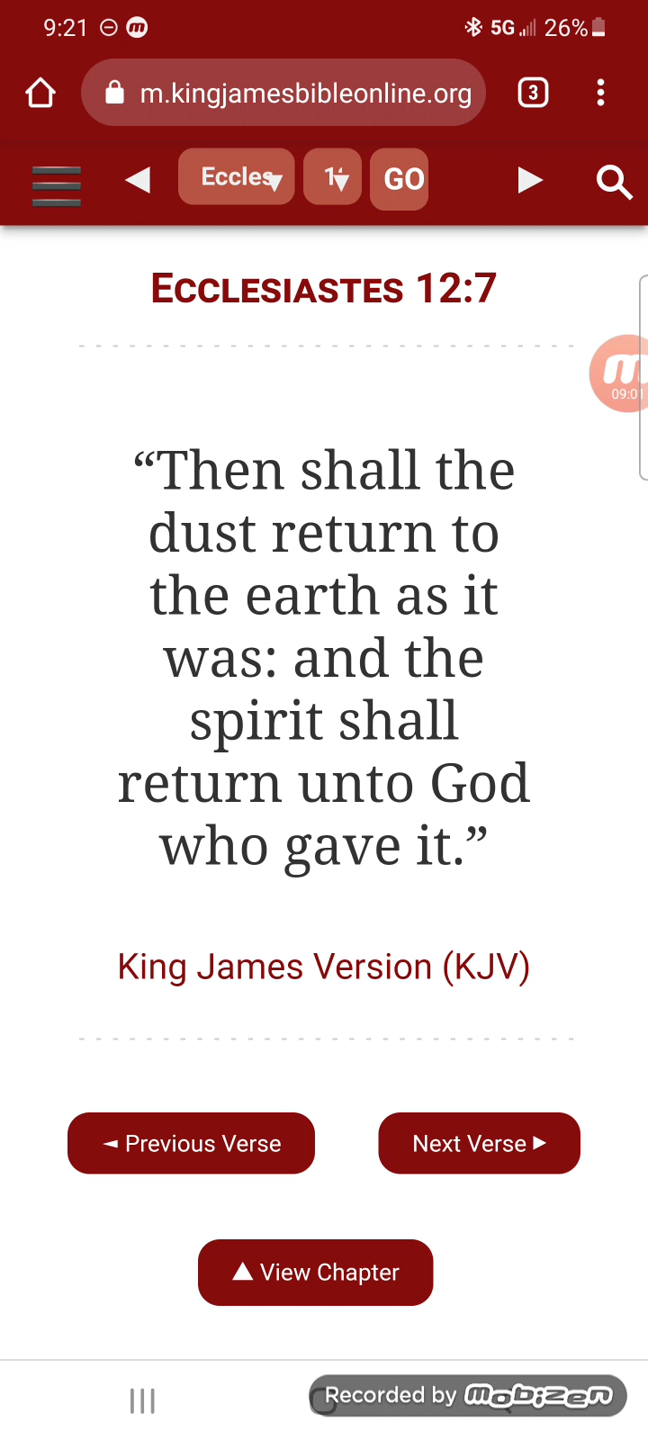 9:21 m 5G 26%
m.kingjamesbibleonline.org 3
Eccles GO
ECCLESIASTES 12:7
m
09:01
“Then shall the
dust return to
the earth as it
was: and the
spirit shall
return unto God
who gave it.”
King James Version (KJV)
◄ Previous Verse Next Verse ►
▲ View Chapter
Recorded by mobizen